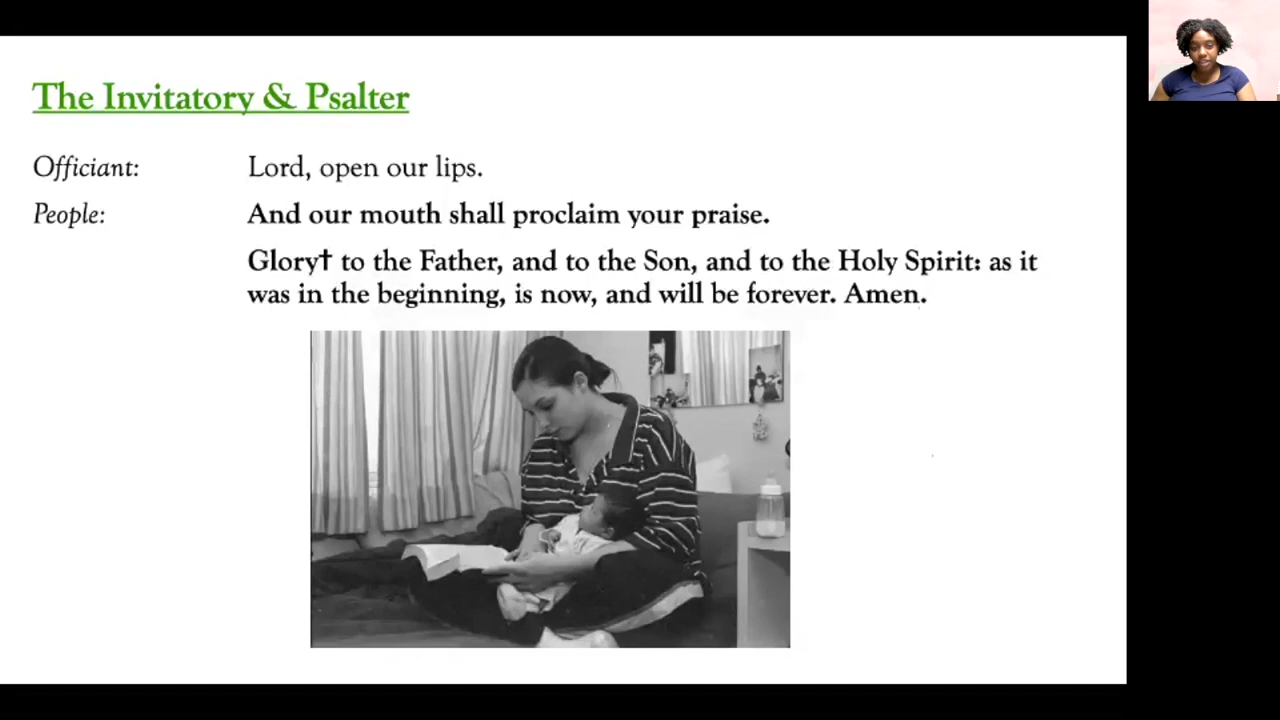 The Invitatory & Psalter
Officiant: Lord, open our lips.
People: And our mouth shall proclaim your praise.
Glory† to the Father, and to the Son, and to the Holy Spirit: as it
was in the beginning, is now, and will be forever. Amen.